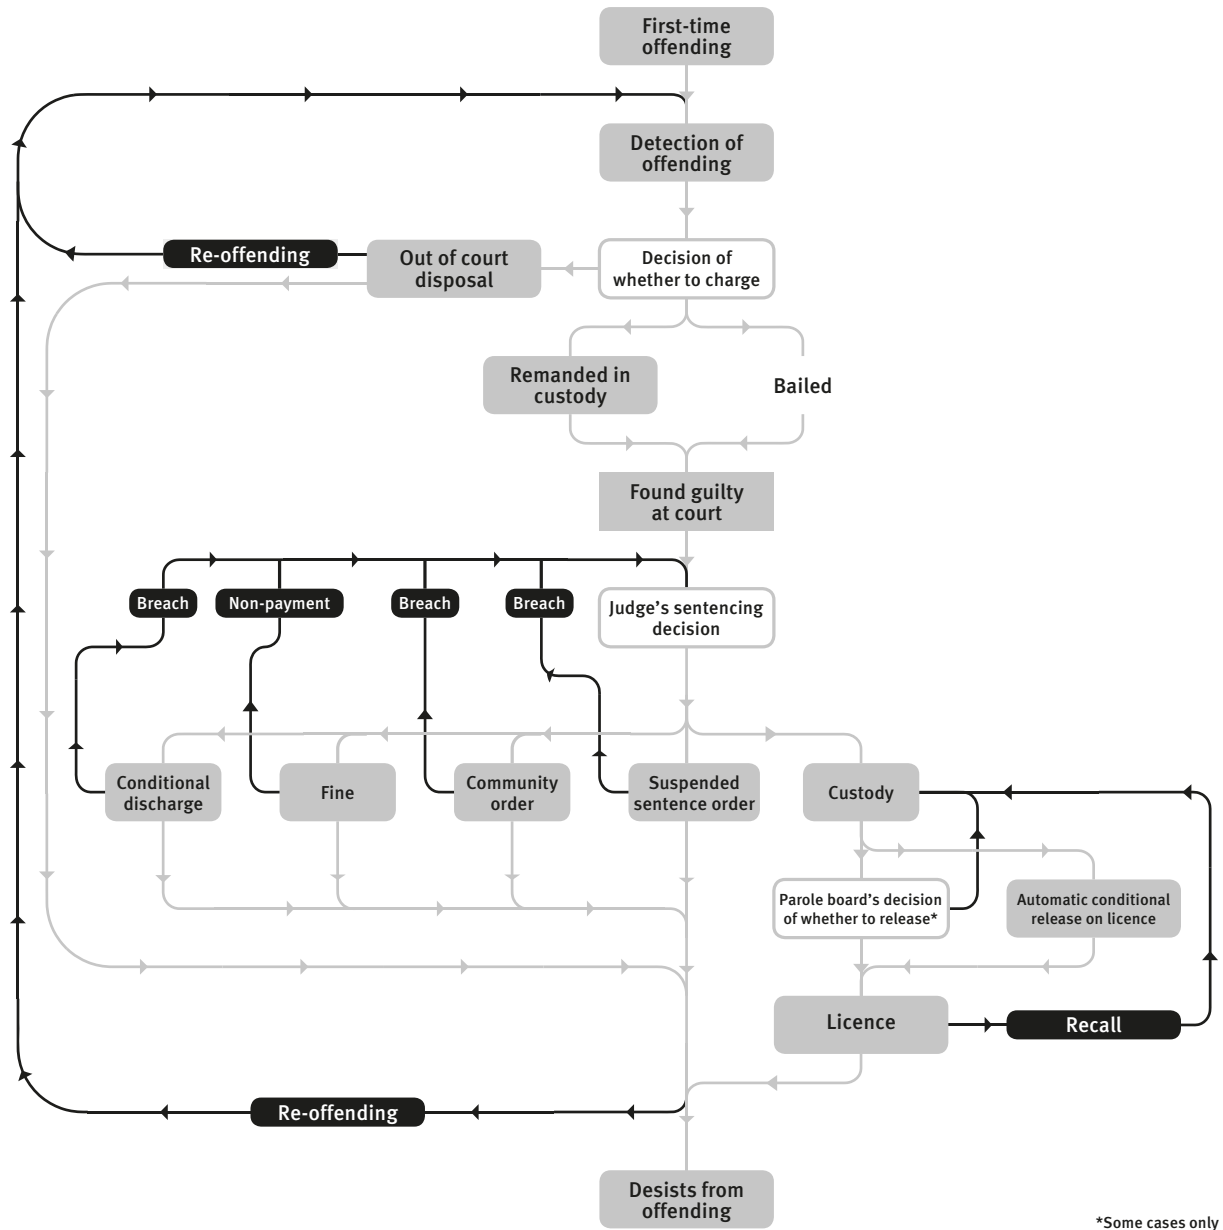 First-time
offending
Detection of
offending
Re-offending
Out of court
disposal
Decision of
whether to charge
Remanded in
custody
Bailed
Found guilty
at court
Breach
Non-payment
Breach
Breach
Judge's sentencing
decision
Conditional
discharge
Fine
Community
order
Suspended
sentence order
Custody
Parole board's decision
of whether to release*
Automatic conditional
release on licence
Licence
Recall
Re-offending
Desists from
offending
*Some cases only